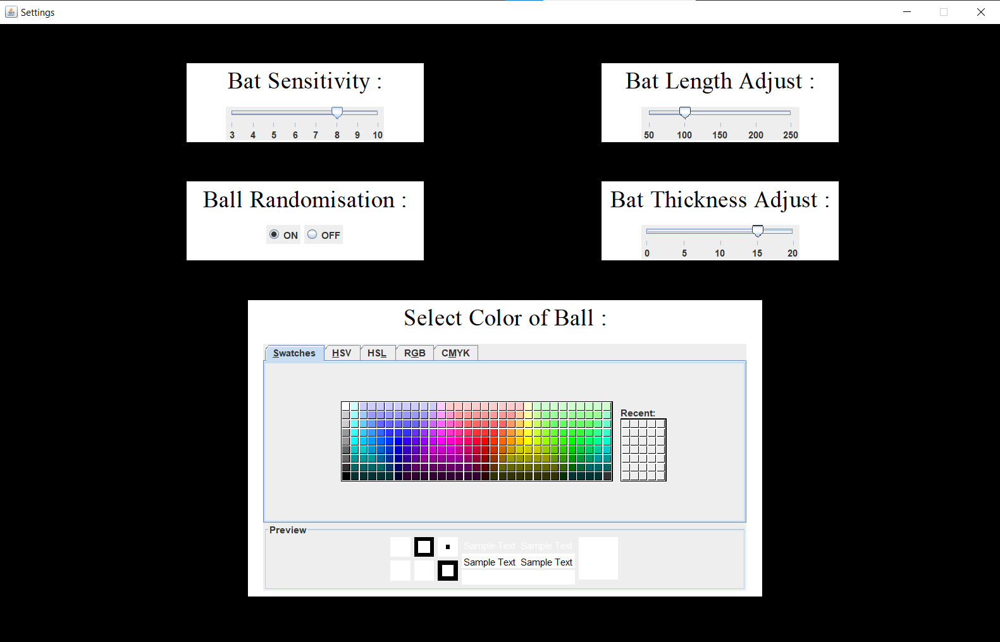 Settings
Bat Sensitivity :
3 4 5 6 7 8 9 10
Bat Length Adjust :
50 100 150 200 250
Ball Randomisation :
ON OFF
Bat Thickness Adjust :
0 5 10 15 20
Select Color of Ball :
Swatches HSV HSL RGB CMYK
Recent:
Preview
Sample Text Sample Text
Sample Text Sample Text